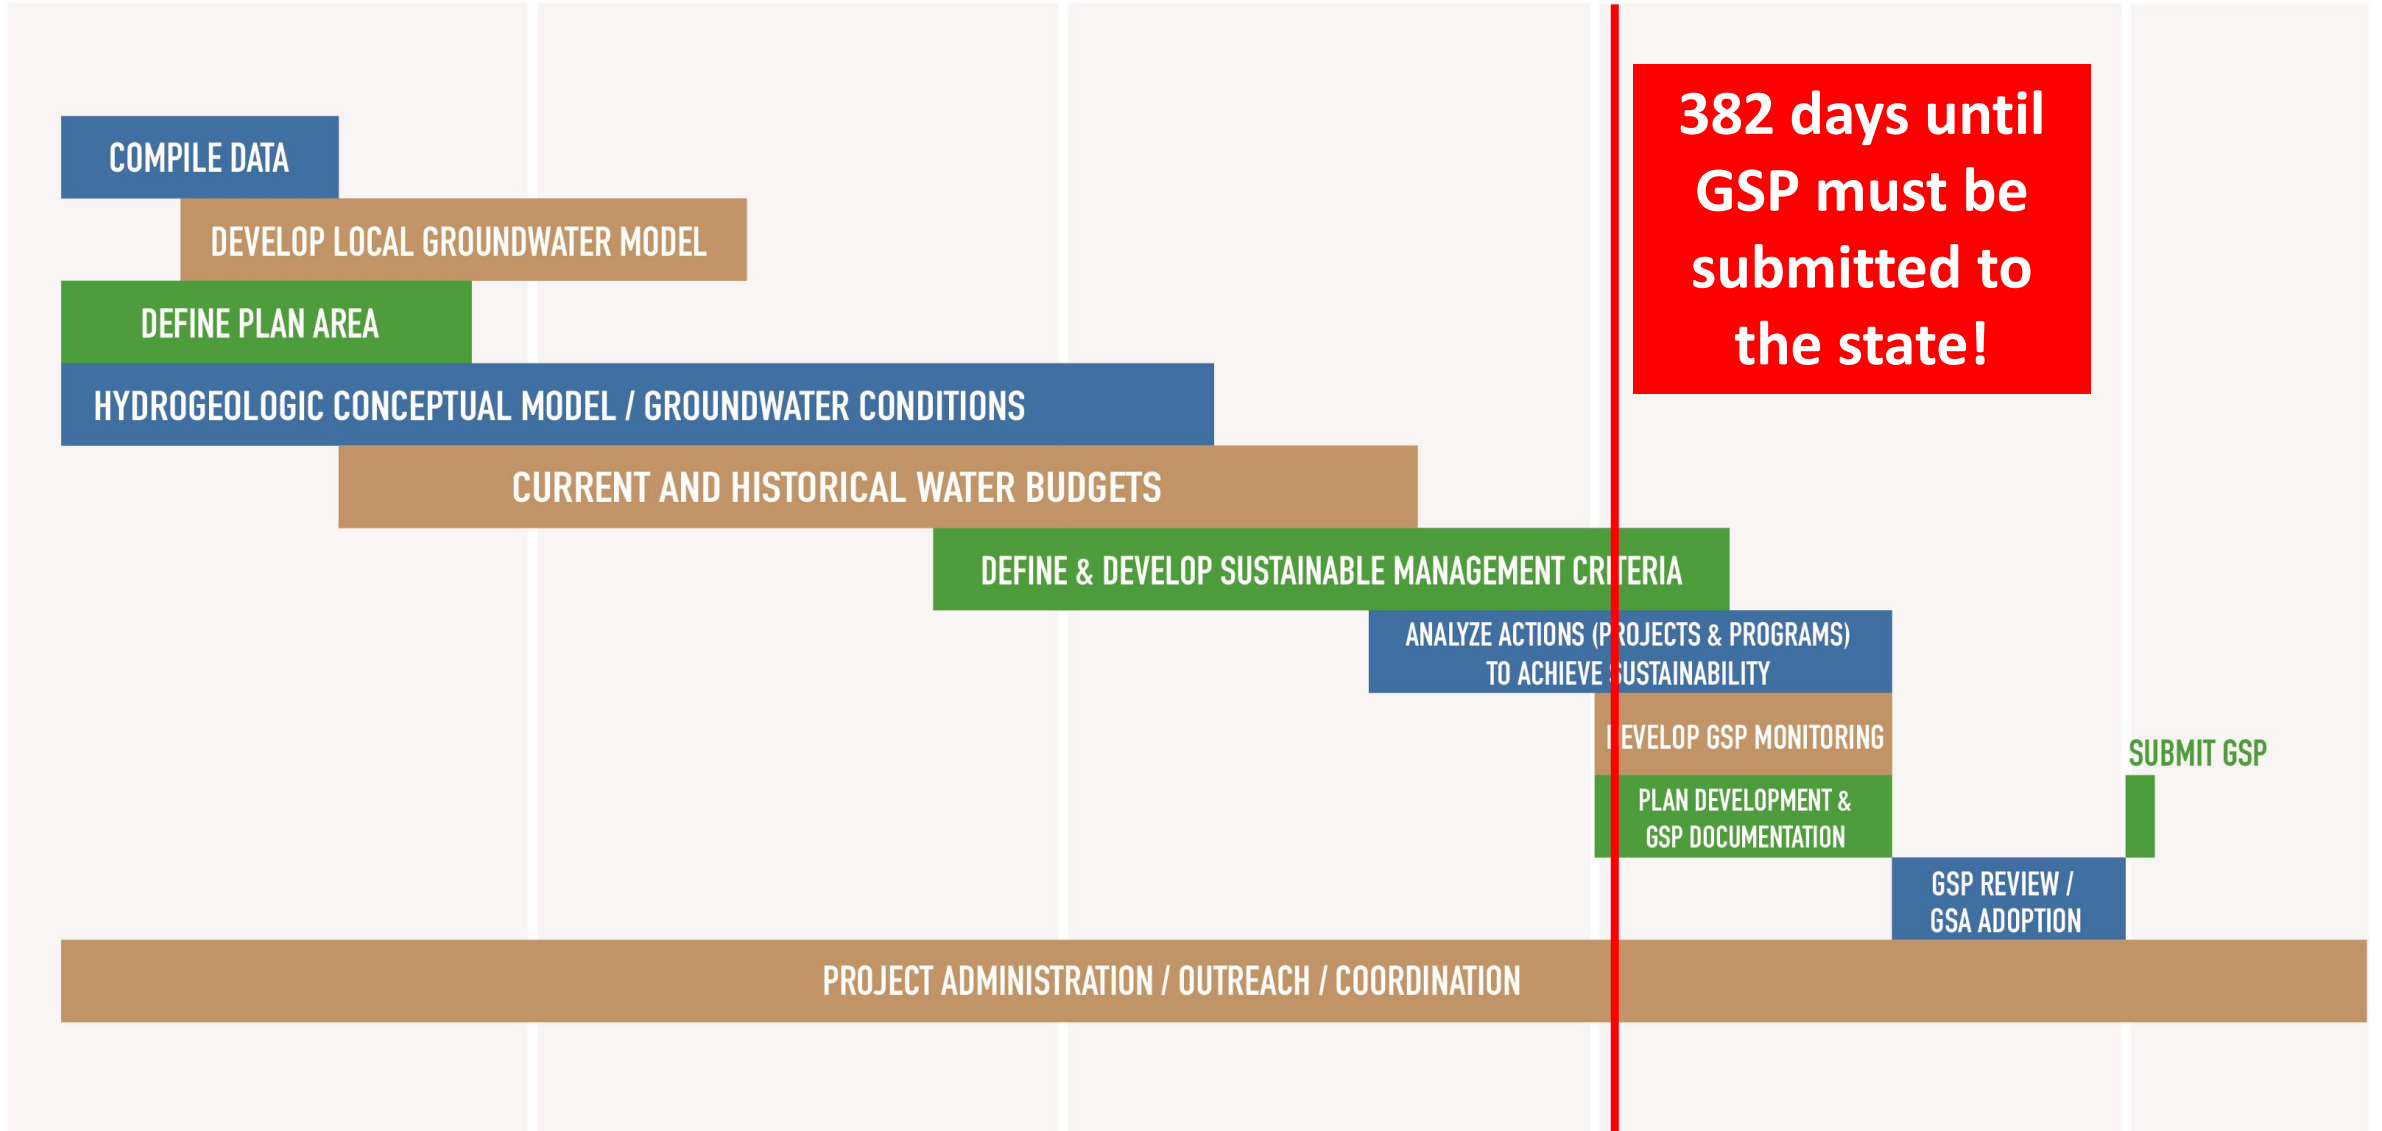 382 days until
GSP must be
submitted to
the state!
COMPILE DATA
DEVELOP LOCAL GROUNDWATER MODEL
DEFINE PLAN AREA
HYDROGEOLOGIC CONCEPTUAL MODEL / GROUNDWATER CONDITIONS
CURRENT AND HISTORICAL WATER BUDGETS
DEFINE & DEVELOP SUSTAINABLE MANAGEMENT CRITERIA
ANALYZE ACTIONS (PROJECTS & PROGRAMS)
TO ACHIEVE SUSTAINABILITY
DEVELOP GSP MONITORING
SUBMIT GSP
PLAN DEVELOPMENT &
GSP DOCUMENTATION
GSP REVIEW /
GSA ADOPTION
PROJECT ADMINISTRATION / OUTREACH / COORDINATION